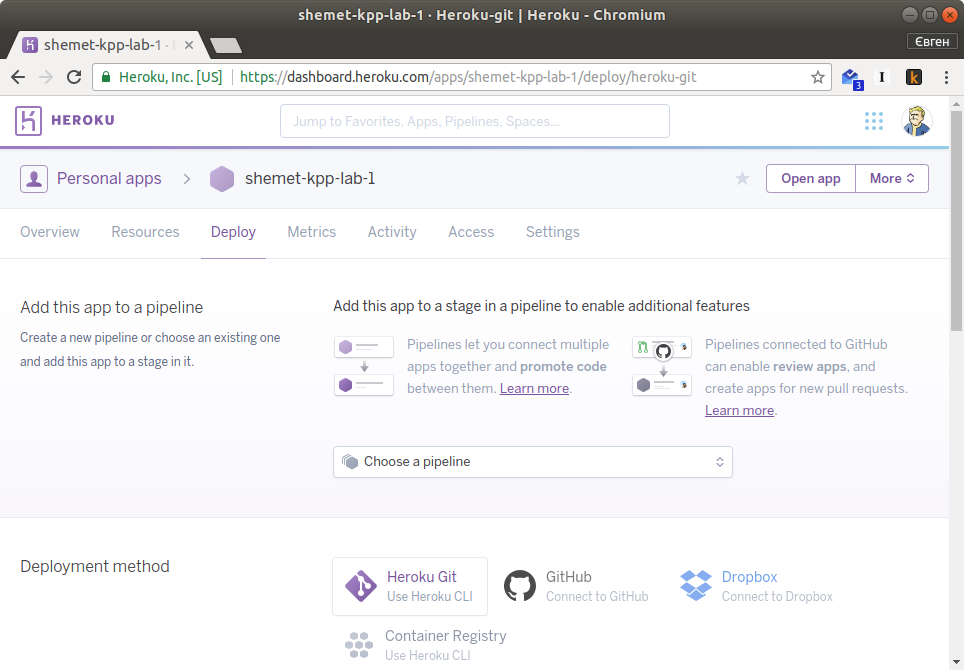 shemet-kpp-lab-1 · Heroku-git | Heroku - Chromium
shemet-kpp-lab-1 ·
Євген
Heroku, Inc. [US]
https://dashboard.heroku.com/apps/shemet-kpp-lab-1/deploy/heroku-git
3
I
k
HEROKU
Jump to Favorites, Apps, Pipelines, Spaces...
Personal apps
shemet-kpp-lab-1
Open app
More
Overview
Resources
Deploy
Metrics
Activity
Access
Settings
Add this app to a pipeline
Create a new pipeline or choose an existing one
and add this app to a stage in it.
Add this app to a stage in a pipeline to enable additional features
Pipelines let you connect multiple
apps together and promote code
between them. Learn more.
Pipelines connected to GitHub
can enable review apps, and
create apps for new pull requests.
Learn more.
Choose a pipeline
Deployment method
Heroku Git
Use Heroku CLI
GitHub
Connect to GitHub
Dropbox
Connect to Dropbox
Container Registry
Use Heroku CLI